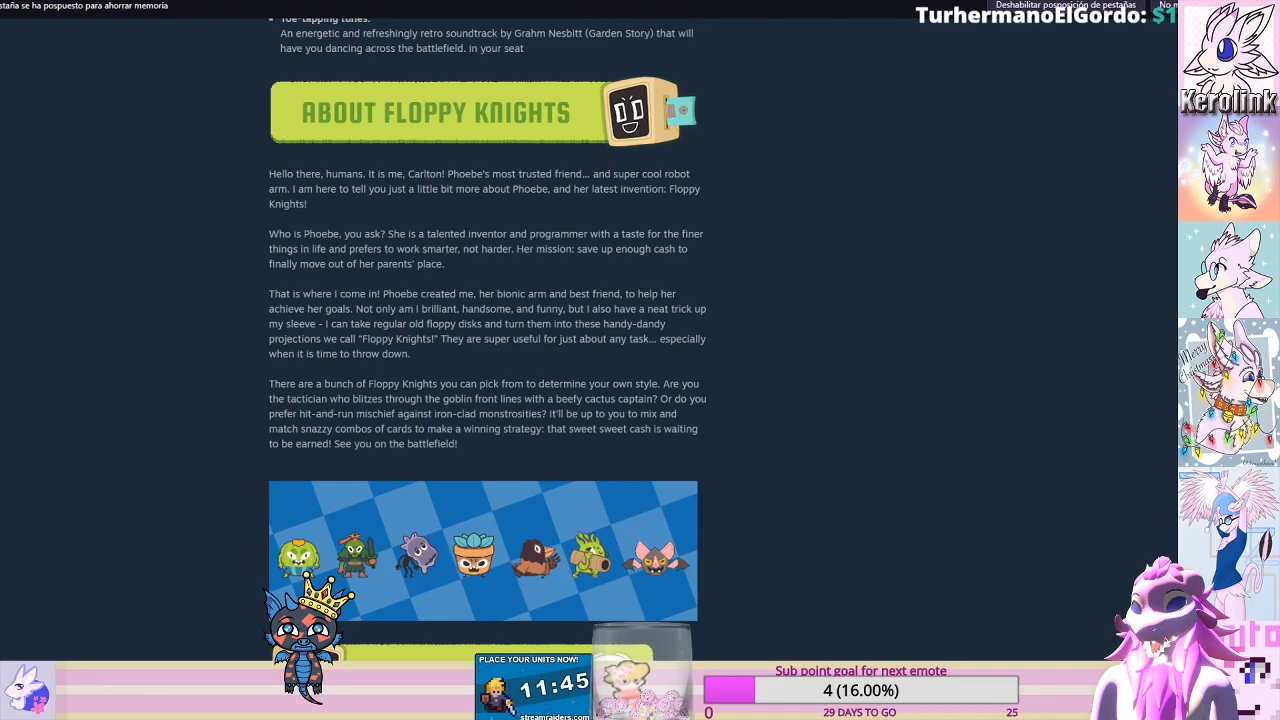 staña se ha pospuesto para ahorrar memoria
Deshabilitar posposición de pestañas
No m
TurhermanoElGordo: $1
Toe-tapping tunes.
An energetic and refreshingly retro soundtrack by Grahm Nesbitt (Garden Story) that will
have you dancing across the battlefield. in your seat
Kerolink
ABOUT FLOPPY KNIGHTS
Hello there, humans. It is me, Carlton! Phoebe's most trusted friend… and super cool robot
arm. I am here to tell you just a little bit more about Phoebe, and her latest invention: Floppy
Knights!
Who is Phoebe, you ask? She is a talented inventor and programmer with a taste for the finer
things in life and prefers to work smarter, not harder. Her mission: save up enough cash to
finally move out of her parents' place.
That is where I come in! Phoebe created me, her bionic arm and best friend, to help her
achieve her goals. Not only am I brilliant, handsome, and funny, but I also have a neat trick up
my sleeve - I can take regular old floppy disks and turn them into these handy-dandy
projections we call "Floppy Knights!" They are super useful for just about any task… especially
when it is time to throw down.
Merry Christmas
There are a bunch of Floppy Knights you can pick from to determine your own style. Are you
the tactician who blitzes through the goblin front lines with a beefy cactus captain? Or do you
prefer hit-and-run mischief against iron-clad monstrosities? It'll be up to you to mix and
match snazzy combos of cards to make a winning strategy: that sweet sweet cash is waiting
to be earned! See you on the battlefield!
PLACE YOUR UNITS NOW!
11:45
streamraiders.com
Sub point goal for next emote
4 (16.00%)
0
29 DAYS TO GO
25